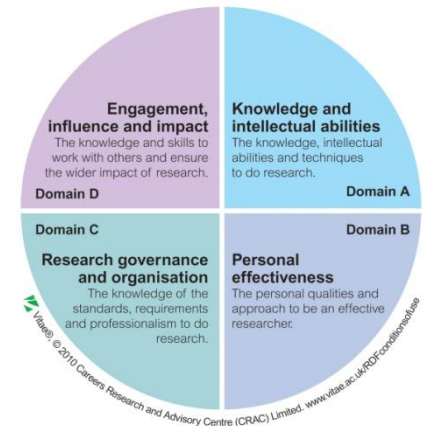 Engagement,
influence and impact
The knowledge and skills to
work with others and ensure
the wider impact of research.
Domain D
Knowledge and
intellectual abilities
The knowledge, intellectual
abilities and techniques
to do research.
Domain A
Domain C
Research governance
and organisation
The knowledge of the
standards, requirements
and professionalism to do
research.
Domain B
Personal
effectiveness
The personal qualities and
approach to be an effective
researcher.
Vitae®, © 2010 Careers Research and Advisory Centre (CRAC) Limited. www.vitae.ac.uk/RDFconditionsofuse